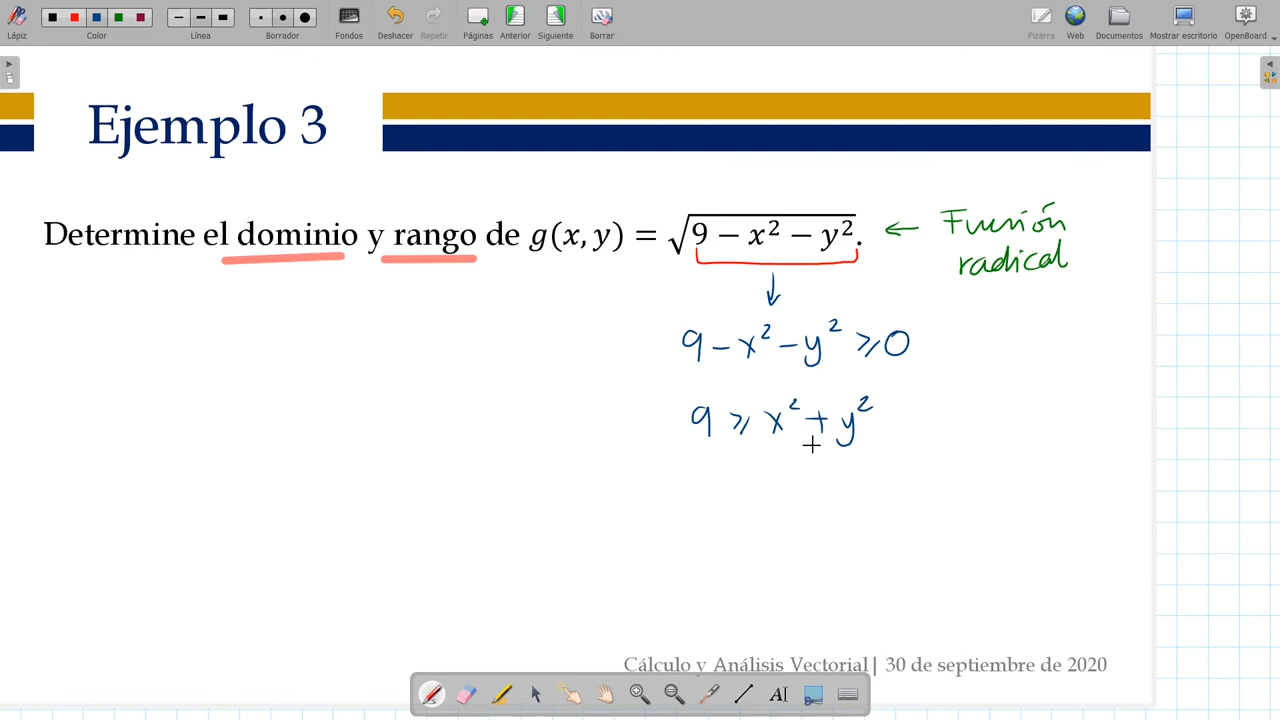 Lápiz Color Línea Borrador Fondos Deshacer Repetir Páginas Anterior Siguiente Borrar Pizarra Web Documentos Mostrar escritorio OpenBoard
Ejemplo 3
Determine el dominio y rango de g(x, y) = √(9 − x² − y²). ← Función
radical
9 − x² − y² ≥ 0
9 ≥ x² + y²
Cálculo y Análisis Vectorial| 30 de septiembre de 2020
AI